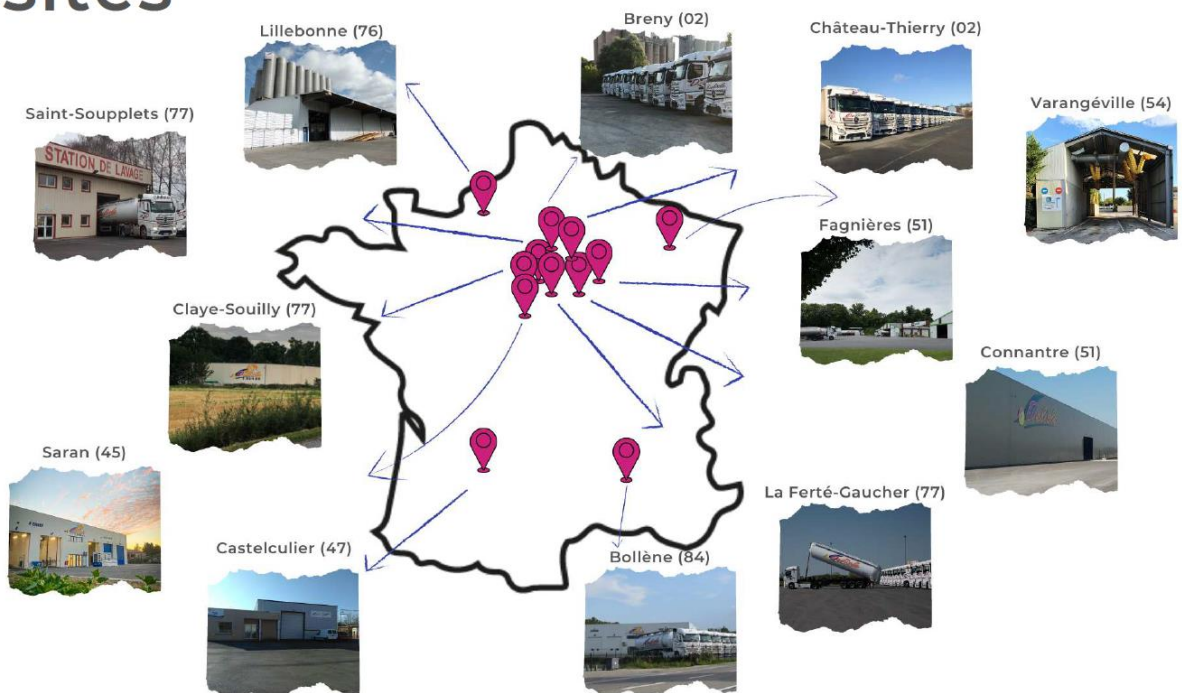 sites
Lillebonne (76)
Breny (02)
Château-Thierry (02)
Varangéville (54)
Saint-Soupplets (77)
STATION DE LAVAGE
Fagnières (51)
Claye-Souilly (77)
Connantre (51)
Saran (45)
La Ferté-Gaucher (77)
Castelculier (47)
Bollène (84)